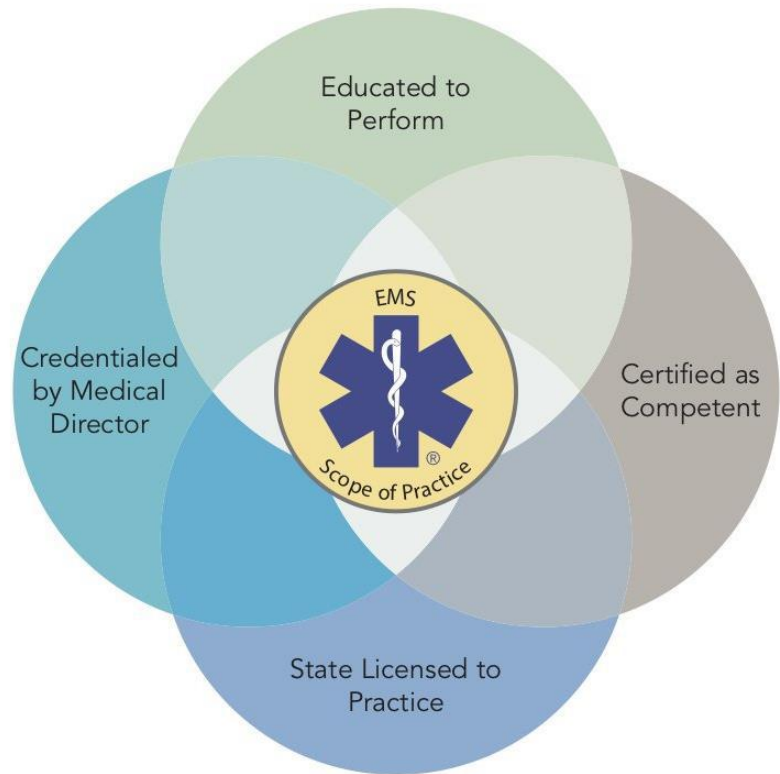 Educated to
Perform
Credentialed
by Medical
Director
EMS
®
Scope of Practice
Certified as
Competent
State Licensed to
Practice